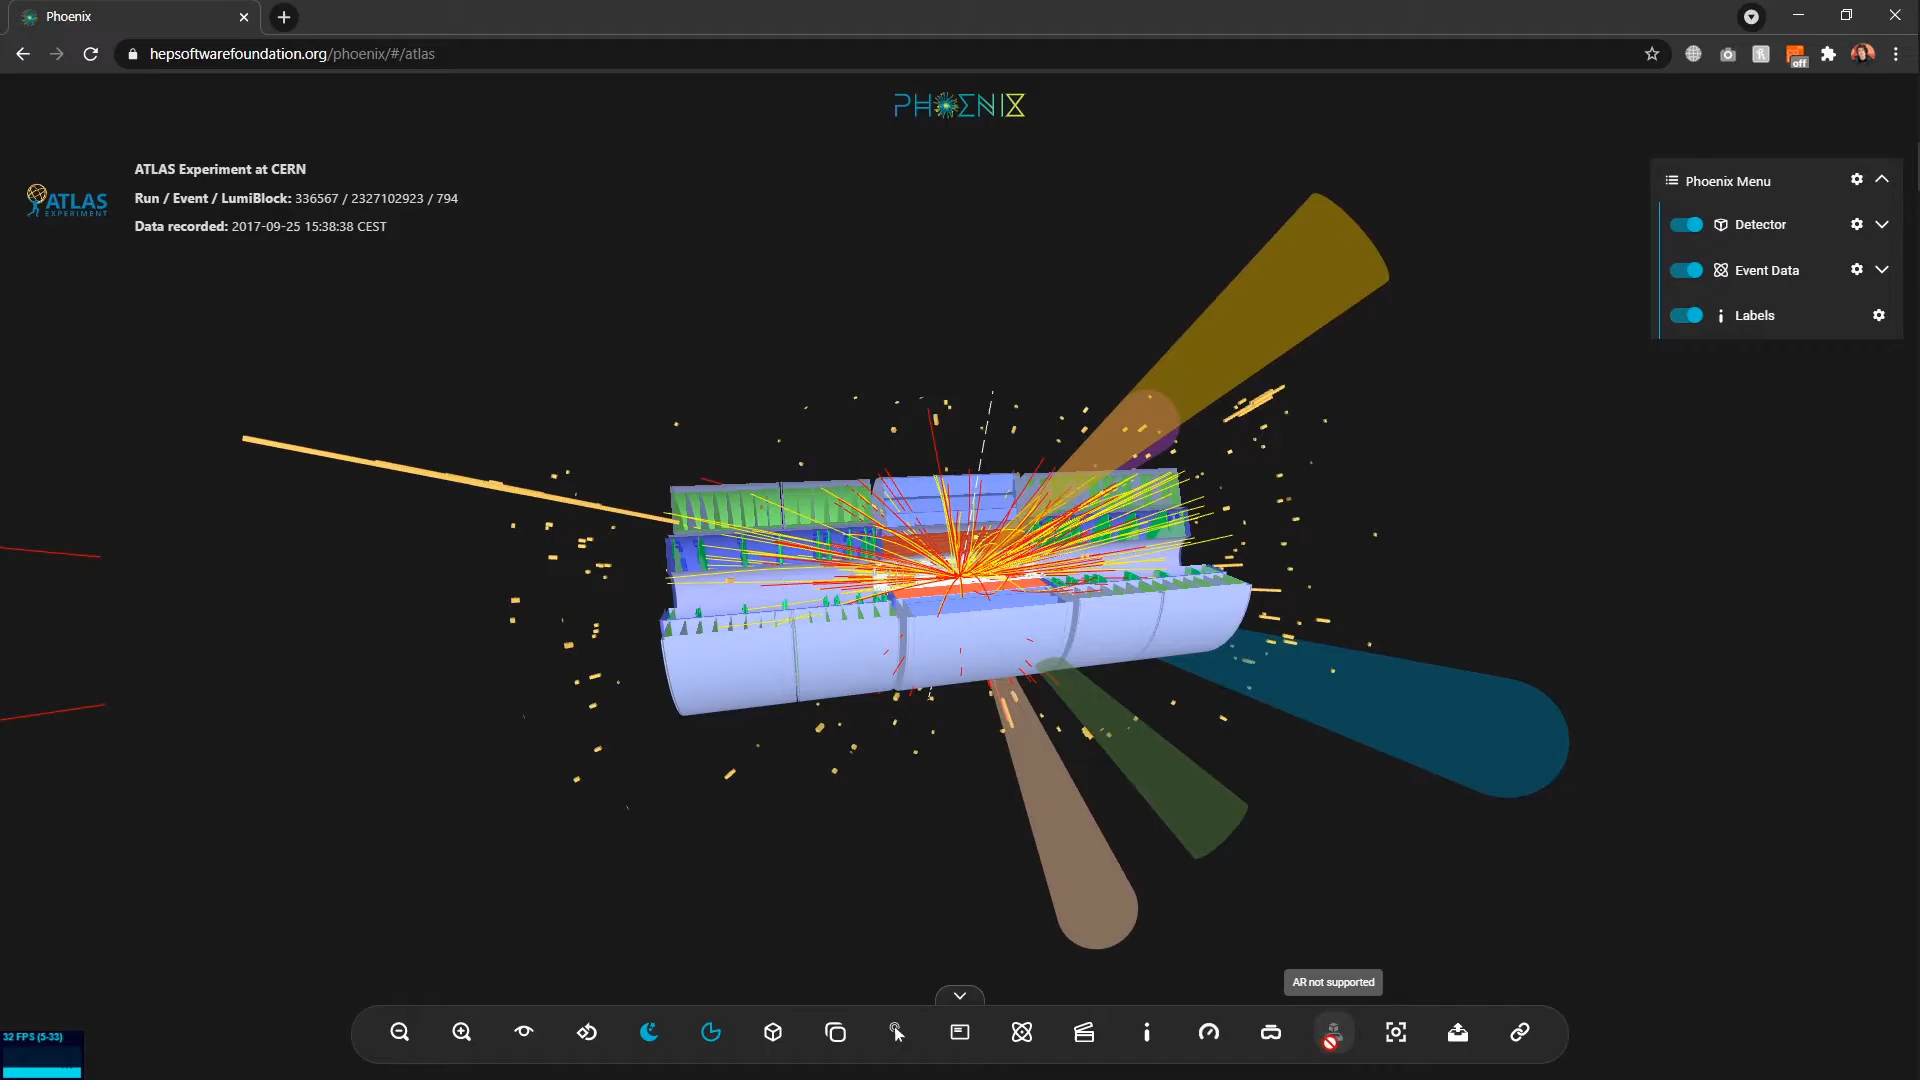 Phoenix
hepsoftwarefoundation.org/phoenix/#/atlas
off
PHOENIX
ATLAS
EXPERIMENT
ATLAS Experiment at CERN
Run / Event / LumiBlock: 336567 / 2327102923 / 794
Data recorded: 2017-09-25 15:38:38 CEST
Phoenix Menu
Detector
Event Data
Labels
AR not supported
32 FPS (5-33)